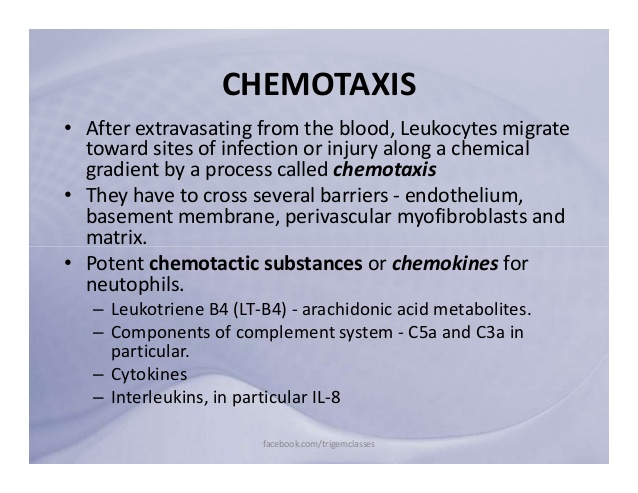 CHEMOTAXIS
• After extravasating from the blood, Leukocytes migrate
toward sites of infection or injury along a chemical
gradient by a process called chemotaxis
• They have to cross several barriers - endothelium,
basement membrane, perivascular myofibroblasts and
matrix.
• Potent chemotactic substances or chemokines for
neutophils.
– Leukotriene B4 (LT-B4) - arachidonic acid metabolites.
– Components of complement system - C5a and C3a in
particular.
– Cytokines
– Interleukins, in particular IL-8
facebook.com/trigemclasses